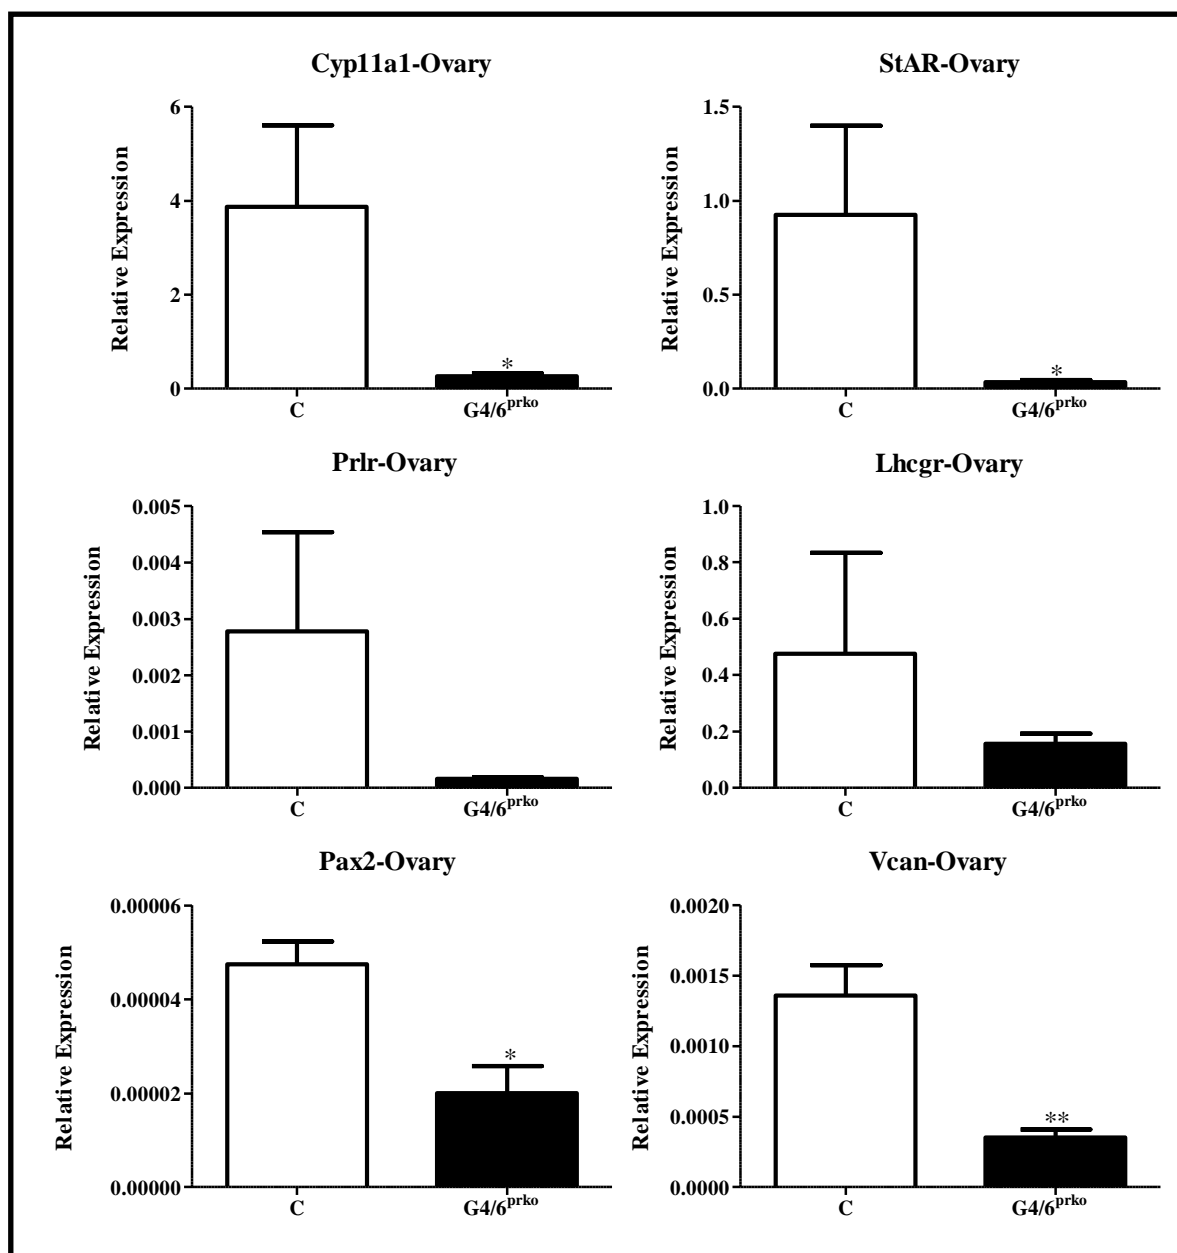 Cyp11a1-Ovary
Relative Expression
6
4
2
0
*
C
G4/6prko
StAR-Ovary
Relative Expression
1.5
1.0
0.5
0.0
*
C
G4/6prko
Prlr-Ovary
Relative Expression
0.005
0.004
0.003
0.002
0.001
0.000
C
G4/6prko
Lhcgr-Ovary
Relative Expression
1.0
0.8
0.6
0.4
0.2
0.0
C
G4/6prko
Pax2-Ovary
Relative Expression
0.00006
0.00004
0.00002
0.00000
*
C
G4/6prko
Vcan-Ovary
Relative Expression
0.0020
0.0015
0.0010
0.0005
0.0000
**
C
G4/6prko